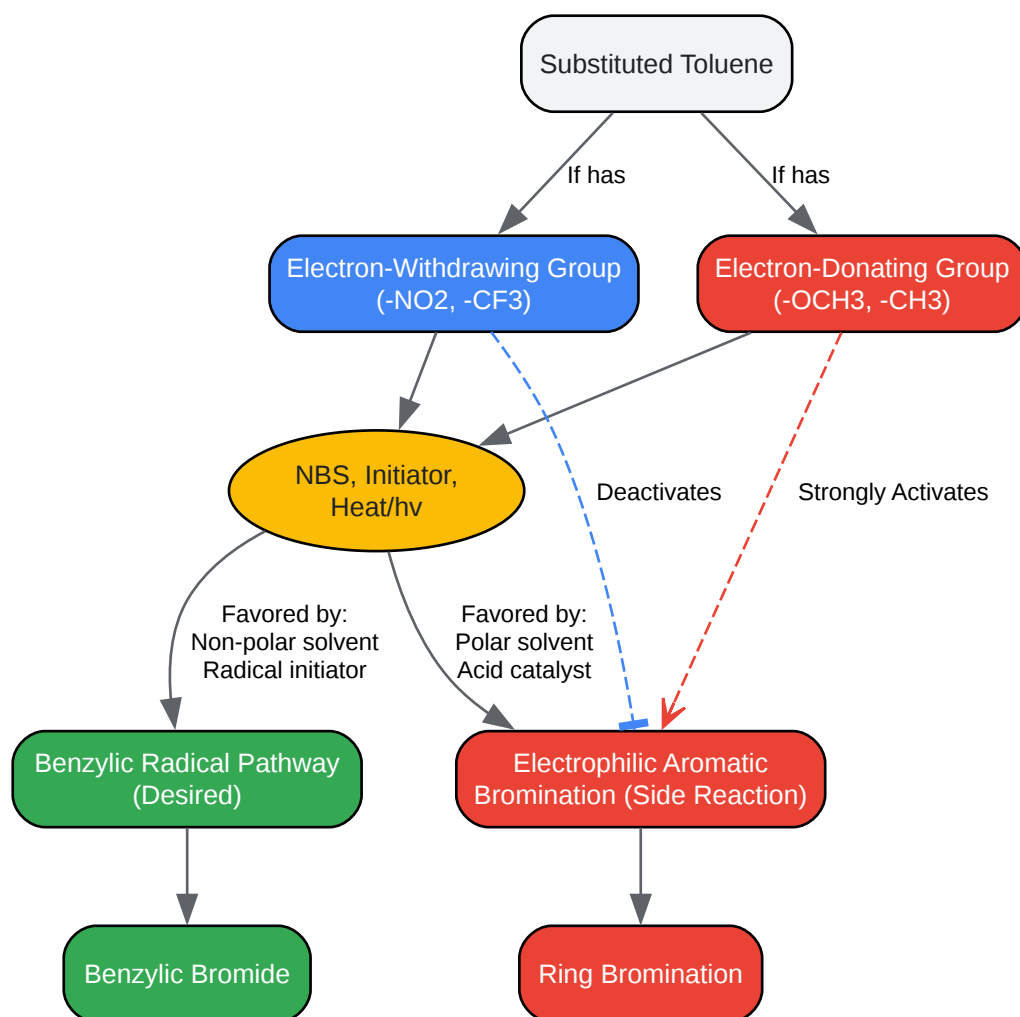 Substituted Toluene
If has
If has
Electron-Withdrawing Group
(-NO2, -CF3)
Electron-Donating Group
(-OCH3, -CH3)
NBS, Initiator,
Heat/hv
Deactivates
Strongly Activates
Favored by:
Non-polar solvent
Radical initiator
Favored by:
Polar solvent
Acid catalyst
Benzylic Radical Pathway
(Desired)
Electrophilic Aromatic
Bromination (Side Reaction)
Benzylic Bromide
Ring Bromination